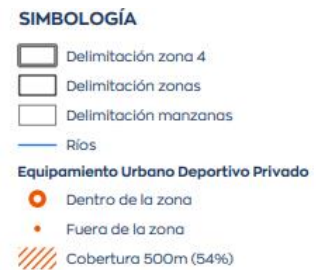 SIMBOLOGÍA
Delimitación zona 4
Delimitación zonas
Delimitación manzanas
Ríos
Equipamiento Urbano Deportivo Privado
Dentro de la zona
Fuera de la zona
Cobertura 500m (54%)